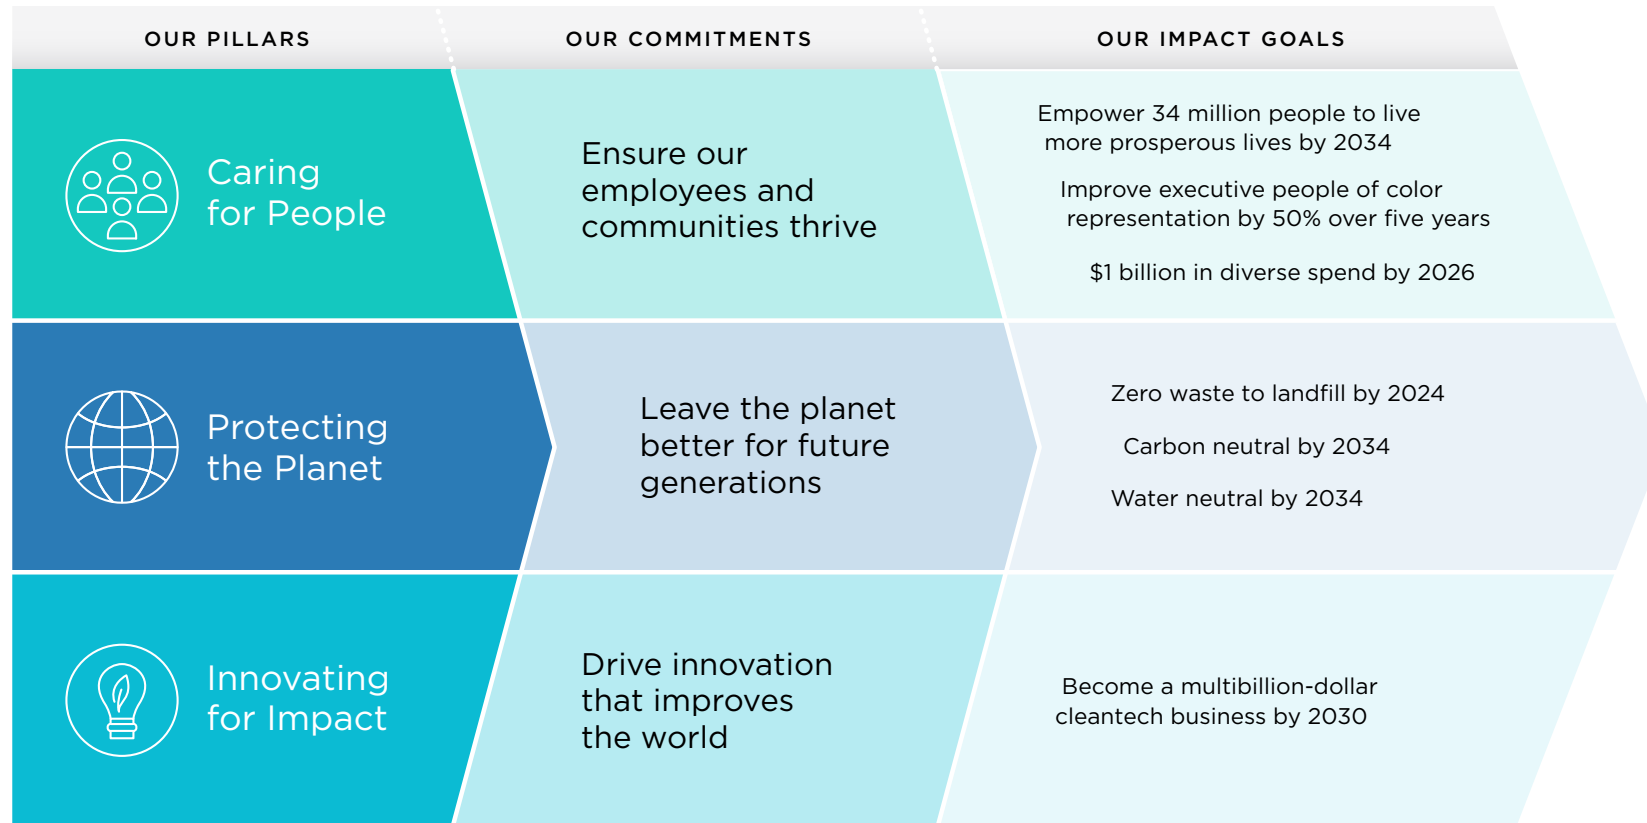 OUR PILLARS
OUR COMMITMENTS
OUR IMPACT GOALS
Caring
for People
Ensure our
employees and
communities thrive
Empower 34 million people to live
more prosperous lives by 2034
Improve executive people of color
representation by 50% over five years
$1 billion in diverse spend by 2026
Protecting
the Planet
Leave the planet
better for future
generations
Zero waste to landfill by 2024
Carbon neutral by 2034
Water neutral by 2034
Innovating
for Impact
Drive innovation
that improves
the world
Become a multibillion-dollar
cleantech business by 2030